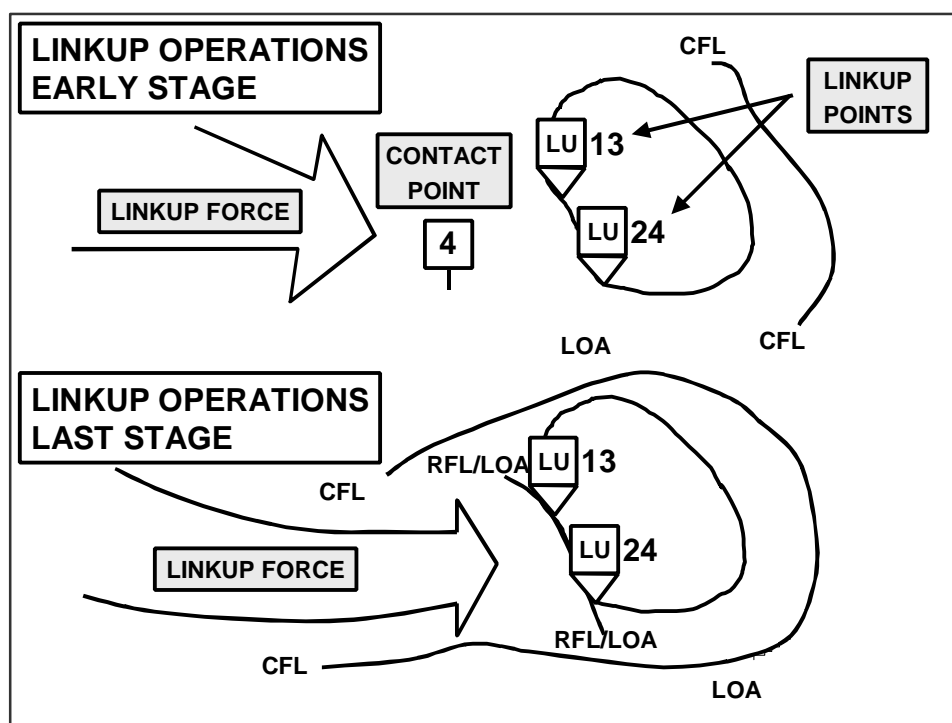 LINKUP OPERATIONS
EARLY STAGE
CFL
LINKUP
POINTS
LU 13
CONTACT
POINT
LINKUP FORCE
LU 24
4
CFL
LOA
LINKUP OPERATIONS
LAST STAGE
RFL/LOA
LU 13
CFL
LU 24
LINKUP FORCE
RFL/LOA
CFL
LOA